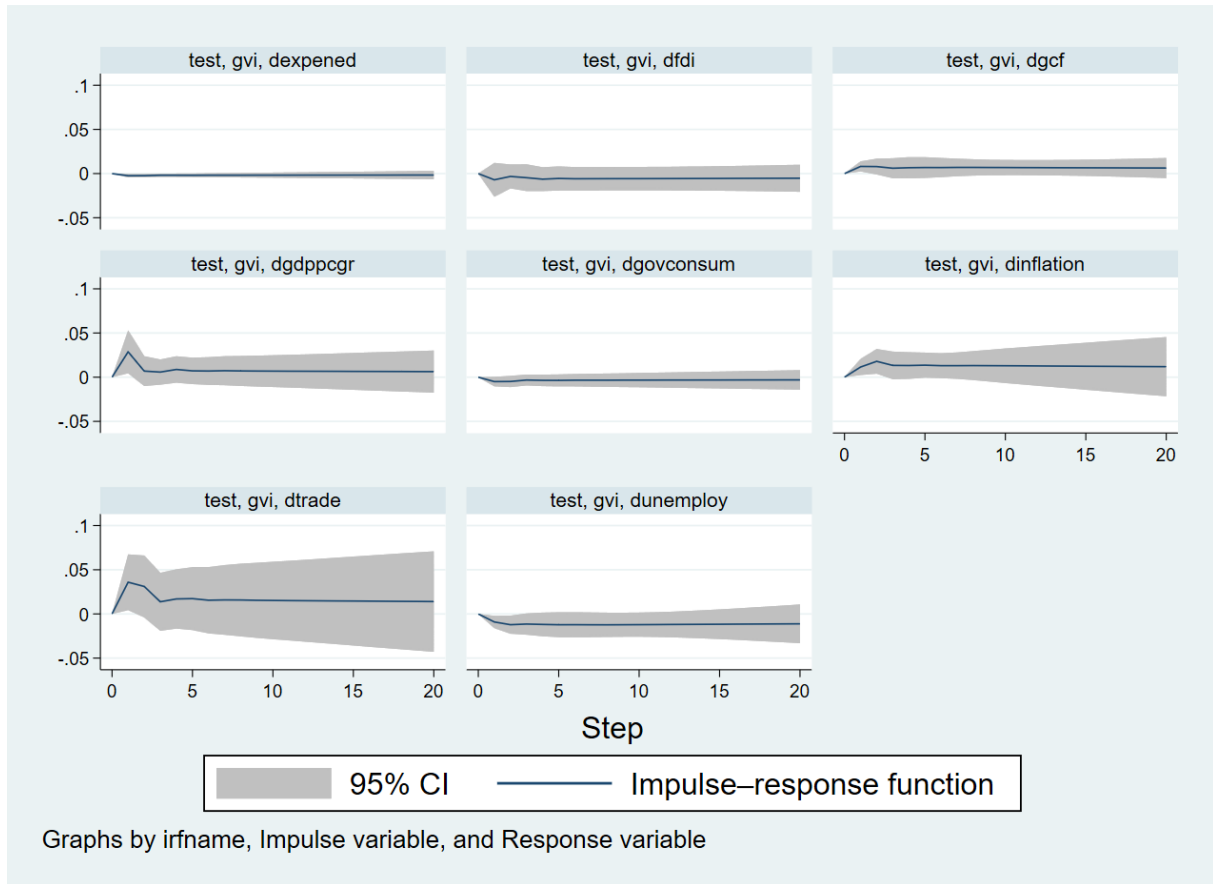 test, gvi, dexpened
test, gvi, dfdi
test, gvi, dgcf
.1
.05
0
-.05
test, gvi, dgdppcgr
test, gvi, dgovconsum
test, gvi, dinflation
.1
.05
0
-.05
0 5 10 15 20
test, gvi, dtrade
test, gvi, dunemploy
.1
.05
0
-.05
0 5 10 15 20
0 5 10 15 20
Step
95% CI
Impulse–response function
Graphs by irfname, Impulse variable, and Response variable